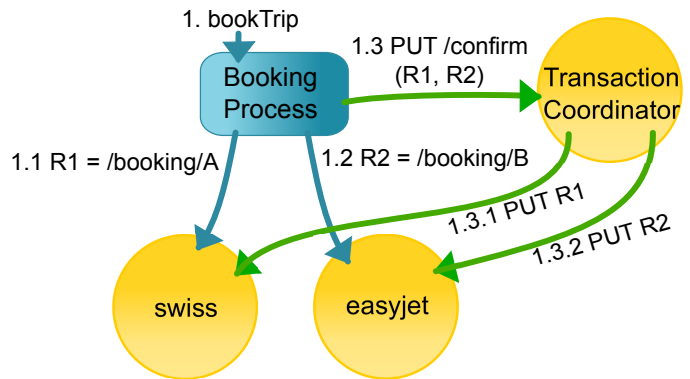 1. bookTrip
1.3 PUT /confirm
(R1, R2)
Booking
Process
Transaction
Coordinator
1.1 R1 = /booking/A
1.2 R2 = /booking/B
1.3.1 PUT R1
1.3.2 PUT R2
swiss
easyjet